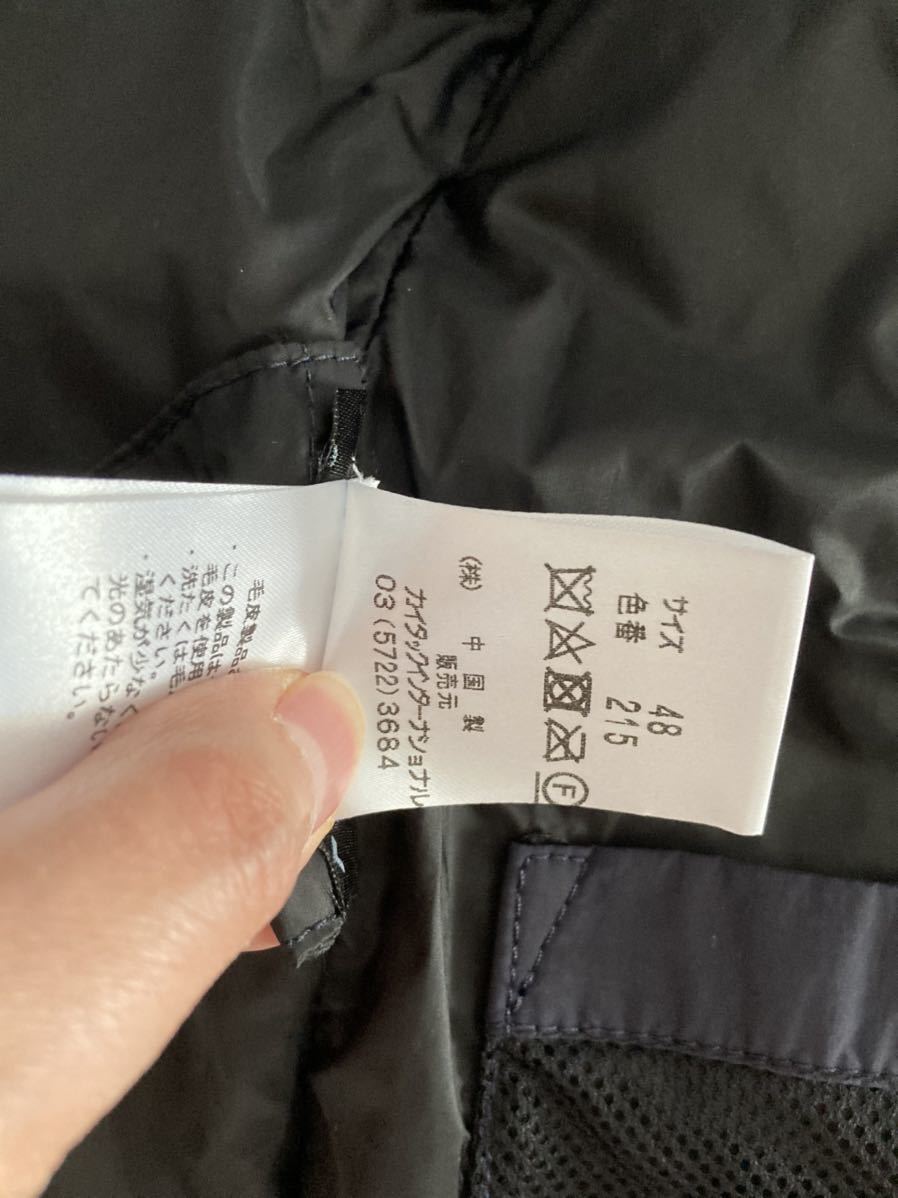 サイズ 48
色番 215
F
中国製
販売元
(株)
カイタックインターナショナル
03(5722)3684
毛皮製品
・この製品は
毛皮を使用
・洗たくは毛
ください。
・湿気が少なく
光のあたらない
てください。